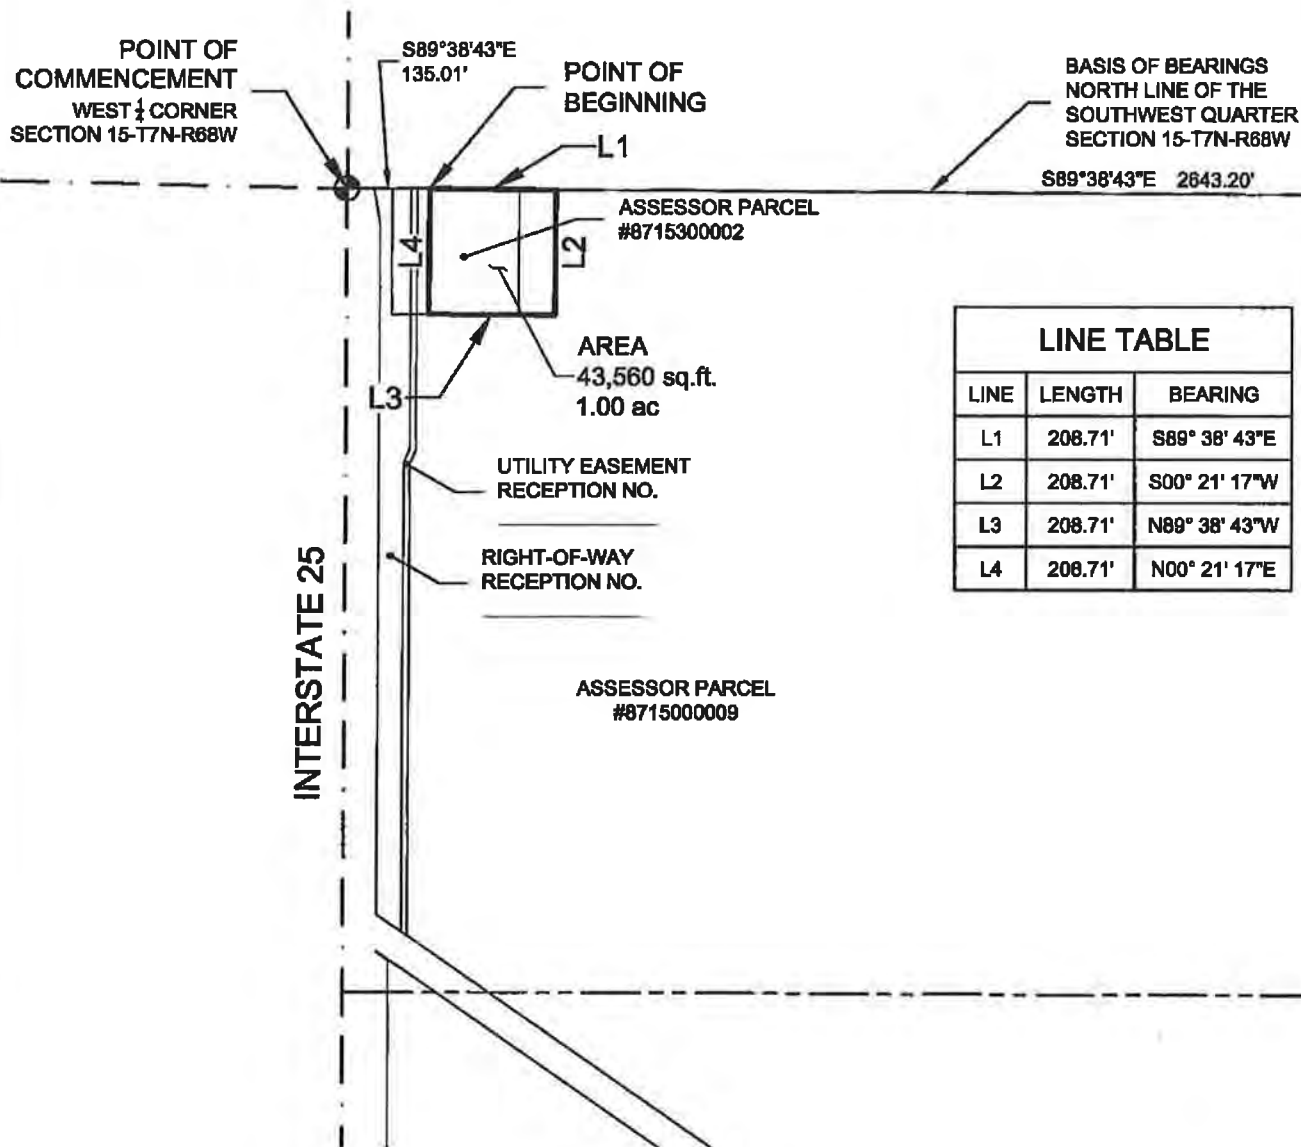 POINT OF
COMMENCEMENT
WEST ¼ CORNER
SECTION 15-T7N-R68W
S89°38'43"E
135.01'
POINT OF
BEGINNING
L1
BASIS OF BEARINGS
NORTH LINE OF THE
SOUTHWEST QUARTER
SECTION 15-T7N-R68W
S89°38'43"E 2643.20'
ASSESSOR PARCEL
#8715300002
L4
L2
AREA
43,560 sq.ft.
1.00 ac
L3
UTILITY EASEMENT
RECEPTION NO.
RIGHT-OF-WAY
RECEPTION NO.
INTERSTATE 25
ASSESSOR PARCEL
#8715000009
LINE TABLE
LINE LENGTH BEARING
L1 208.71' S89° 38' 43"E
L2 208.71' S00° 21' 17"W
L3 208.71' N89° 38' 43"W
L4 208.71' N00° 21' 17"E